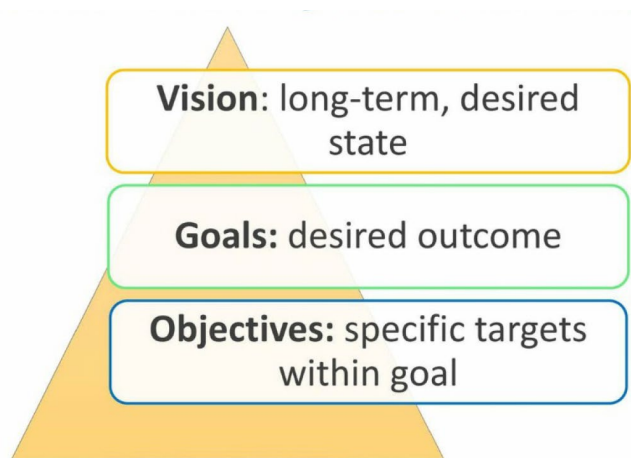 Vision: long-term, desired
state
Goals: desired outcome
Objectives: specific targets
within goal